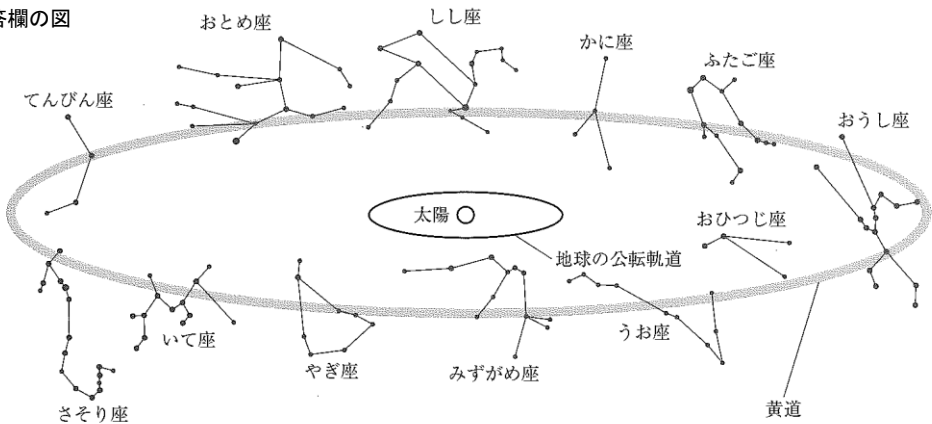 答欄の図
おとめ座
しし座
かに座
ふたご座
てんびん座
おうし座
太陽
おひつじ座
地球の公転軌道
いて座
やぎ座
みずがめ座
うお座
さそり座
黄道